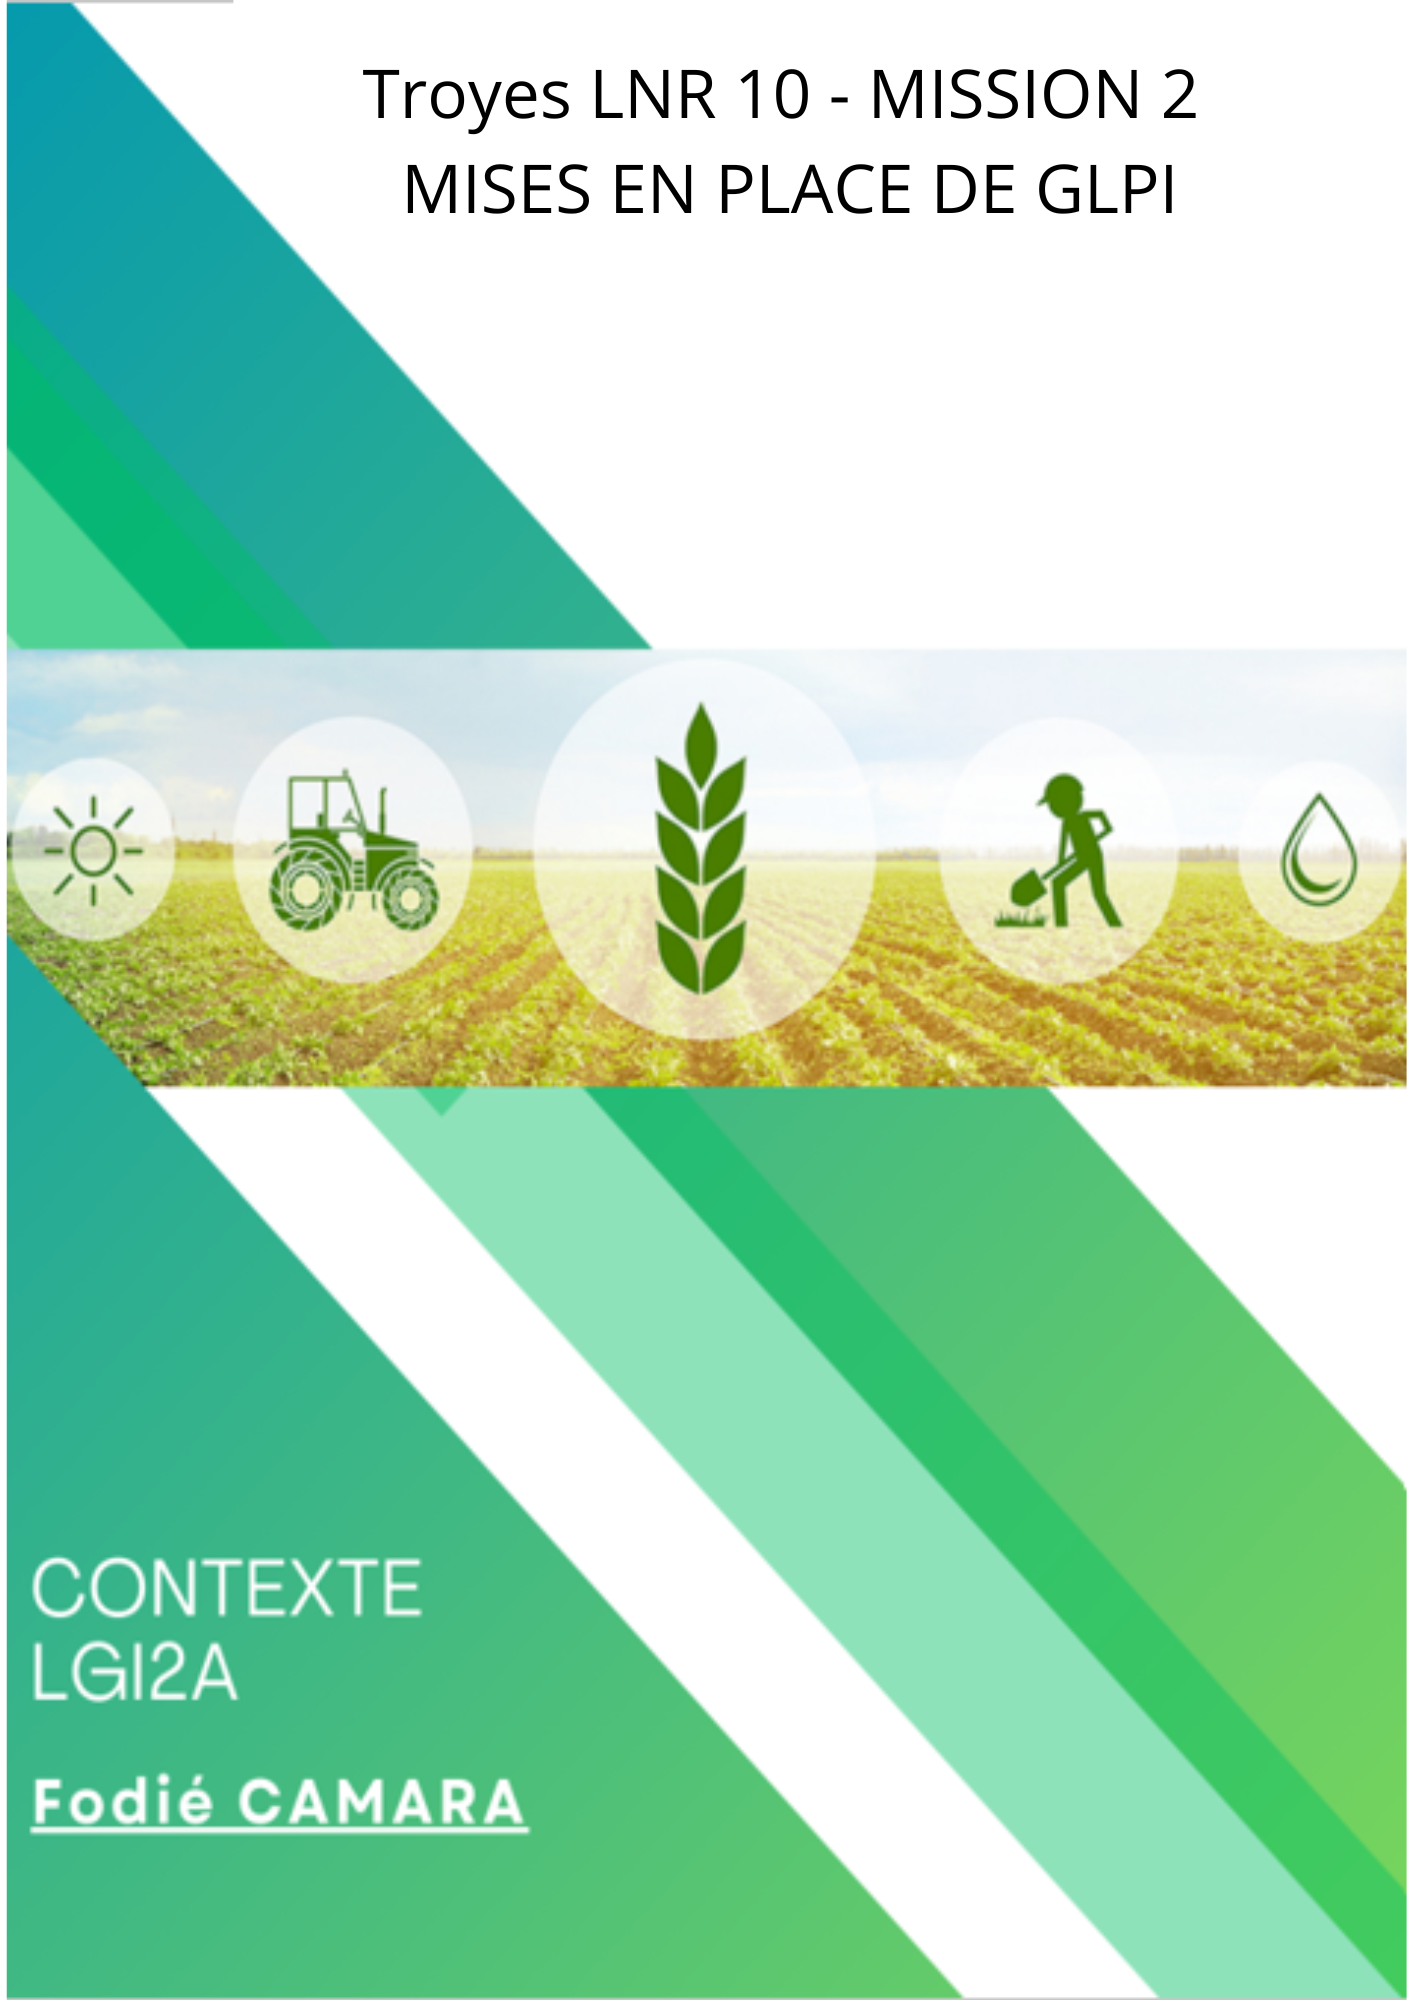 Troyes LNR 10 - MISSION 2
MISES EN PLACE DE GLPI
CONTEXTE
LGI2A
Fodié CAMARA